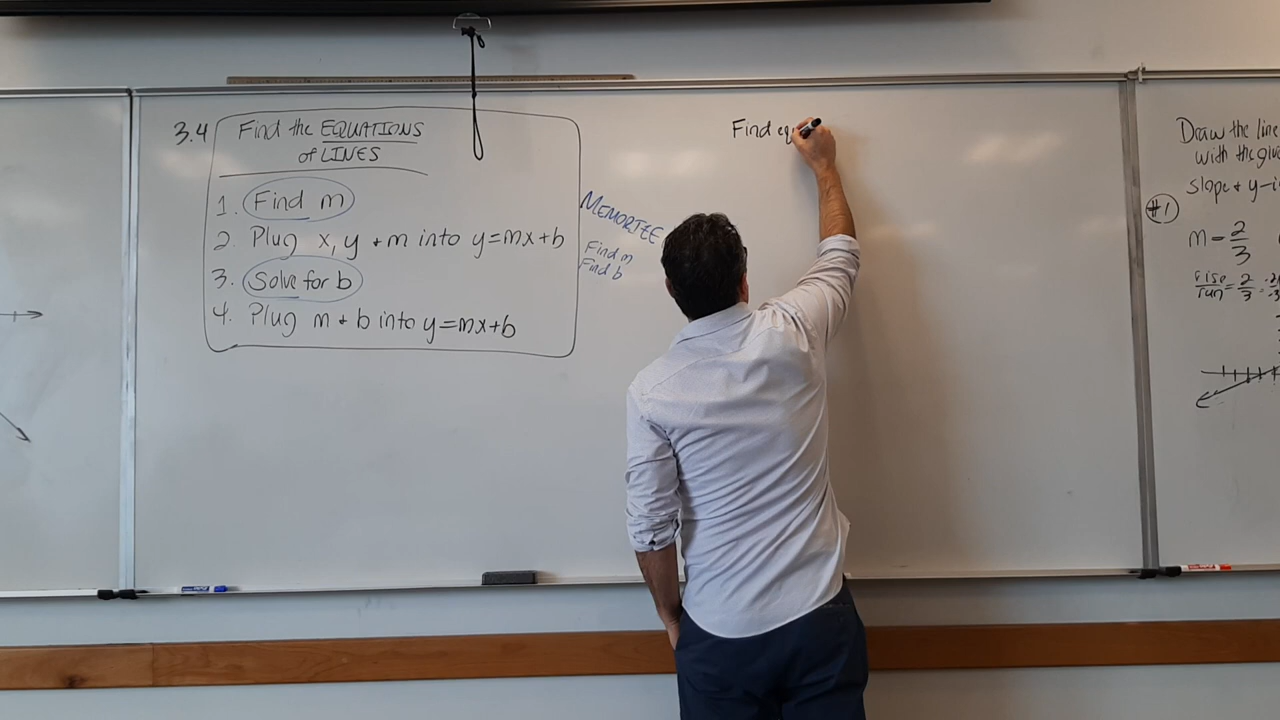 3.4 Find the EQUATIONS
of LINES
1. Find m
2. Plug x, y + m into y=mx+b
3. Solve for b
4. Plug m + b into y=mx+b
MEMORIZE
Find m
Find b
Find eq
Draw the line
with the give
slope + y-i
#1
m = 2/3
rise/run = 2/3 =